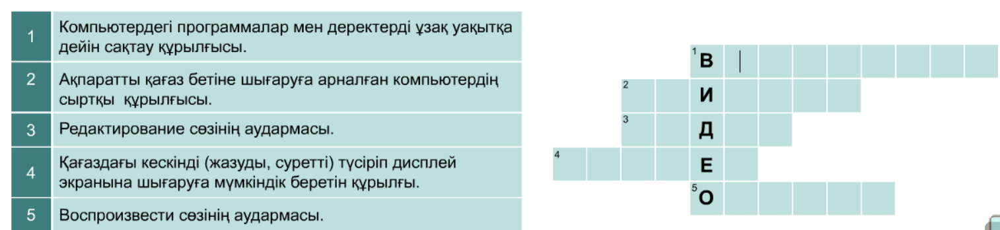 1 Компьютердегі программалар мен деректерді ұзақ уақытқа
дейін сақтау құрылғысы.
2 Ақпаратты қағаз бетіне шығаруға арналған компьютердің
сыртқы құрылғысы.
3 Редактирование сөзінің аудармасы.
4 Қағаздағы кескінді (жазуды, суретті) түсіріп дисплей
экранына шығаруға мүмкіндік беретін құрылғы.
5 Воспроизвести сөзінің аудармасы.
1 В
2 И
3 Д
4 Е
5 О